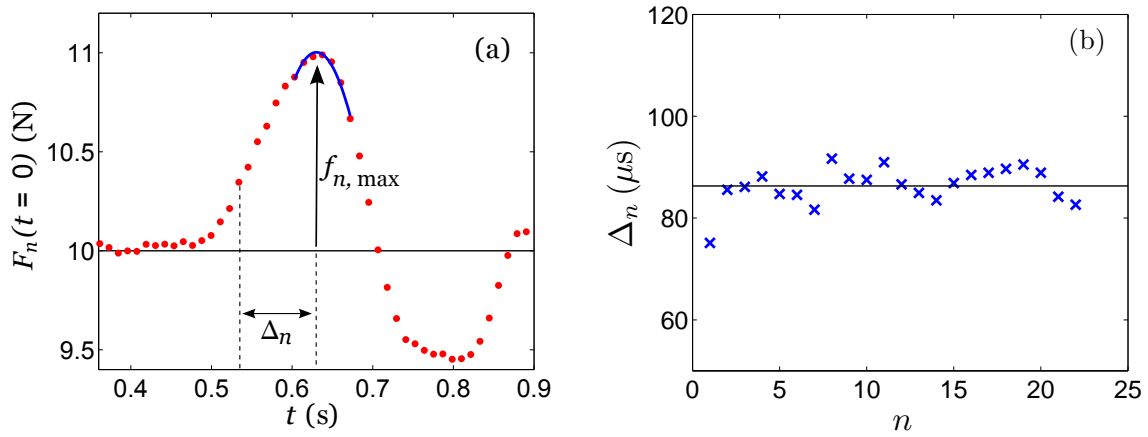 (a)
11
10.5
10
9.5
F_n(t = 0) (N)
f_{n, max}
Δ_n
0.4 0.5 0.6 0.7 0.8 0.9
t (s)
(b)
120
100
80
60
Δ_n (μs)
0 5 10 15 20 25
n